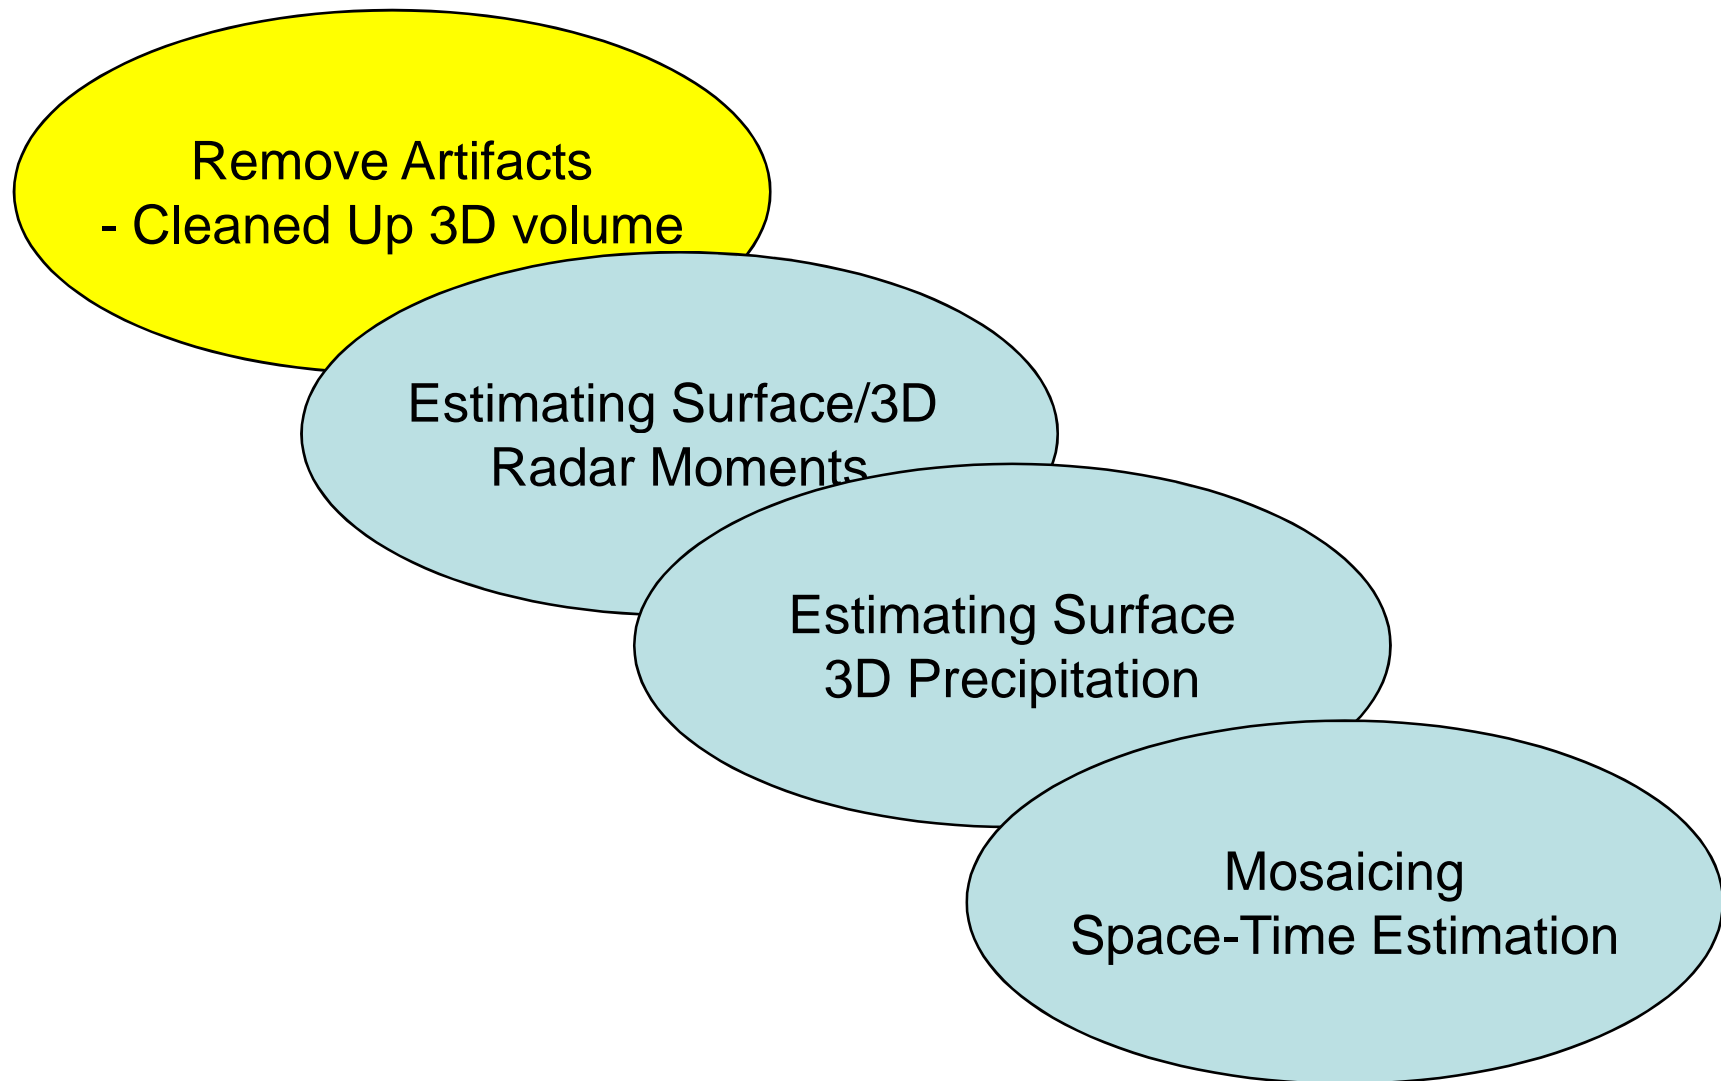 Remove Artifacts
- Cleaned Up 3D volume
Estimating Surface/3D
Radar Moments
Estimating Surface
3D Precipitation
Mosaicing
Space-Time Estimation